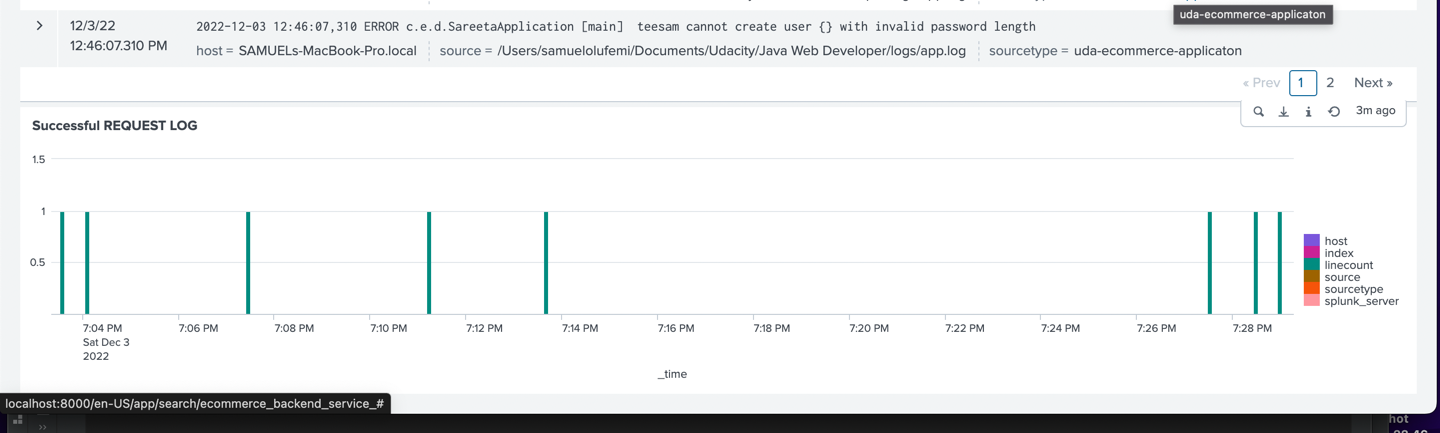 uda-ecommerce-applicaton
12/3/22
12:46:07.310 PM
2022-12-03 12:46:07,310 ERROR c.e.d.SareetaApplication [main]  teesam cannot create user {} with invalid password length
host = SAMUELs-MacBook-Pro.local
source = /Users/samuelolufemi/Documents/Udacity/Java Web Developer/logs/app.log
sourcetype = uda-ecommerce-applicaton
« Prev 1 2 Next »
3m ago
Successful REQUEST LOG
1.5
1
0.5
host
index
linecount
source
sourcetype
splunk_server
7:04 PM 7:06 PM 7:08 PM 7:10 PM 7:12 PM 7:14 PM 7:16 PM 7:18 PM 7:20 PM 7:22 PM 7:24 PM 7:26 PM 7:28 PM
Sat Dec 3
2022
_time
localhost:8000/en-US/app/search/ecommerce_backend_service_#
hot